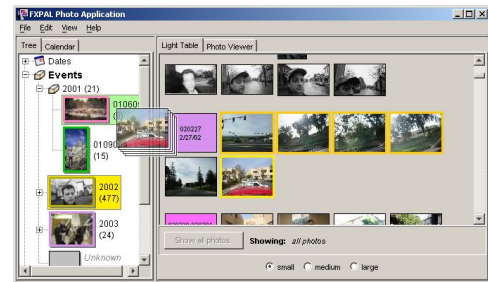 FXPAL Photo Application
File Edit View Help
Tree Calendar
Light Table Photo Viewer
Dates
Events
2001 (21)
0109
(15)
2002
(477)
2003
(24)
Unknown
020227
2/27/02
Show all photos
Showing: all photos
small medium large